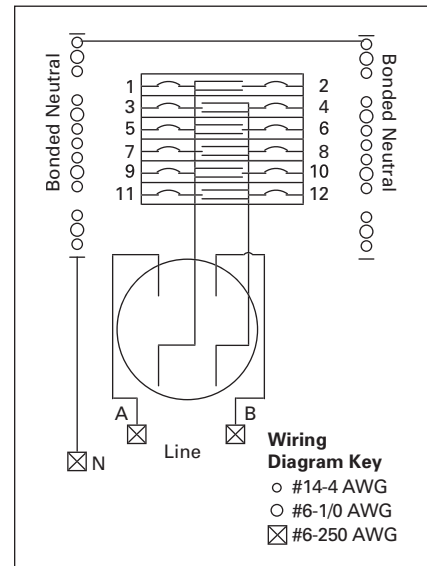 Bonded Neutral
Bonded Neutral
1 2
3 4
5 6
7 8
9 10
11 12
A B
Line
N
Wiring
Diagram Key
#14-4 AWG
#6-1/0 AWG
#6-250 AWG